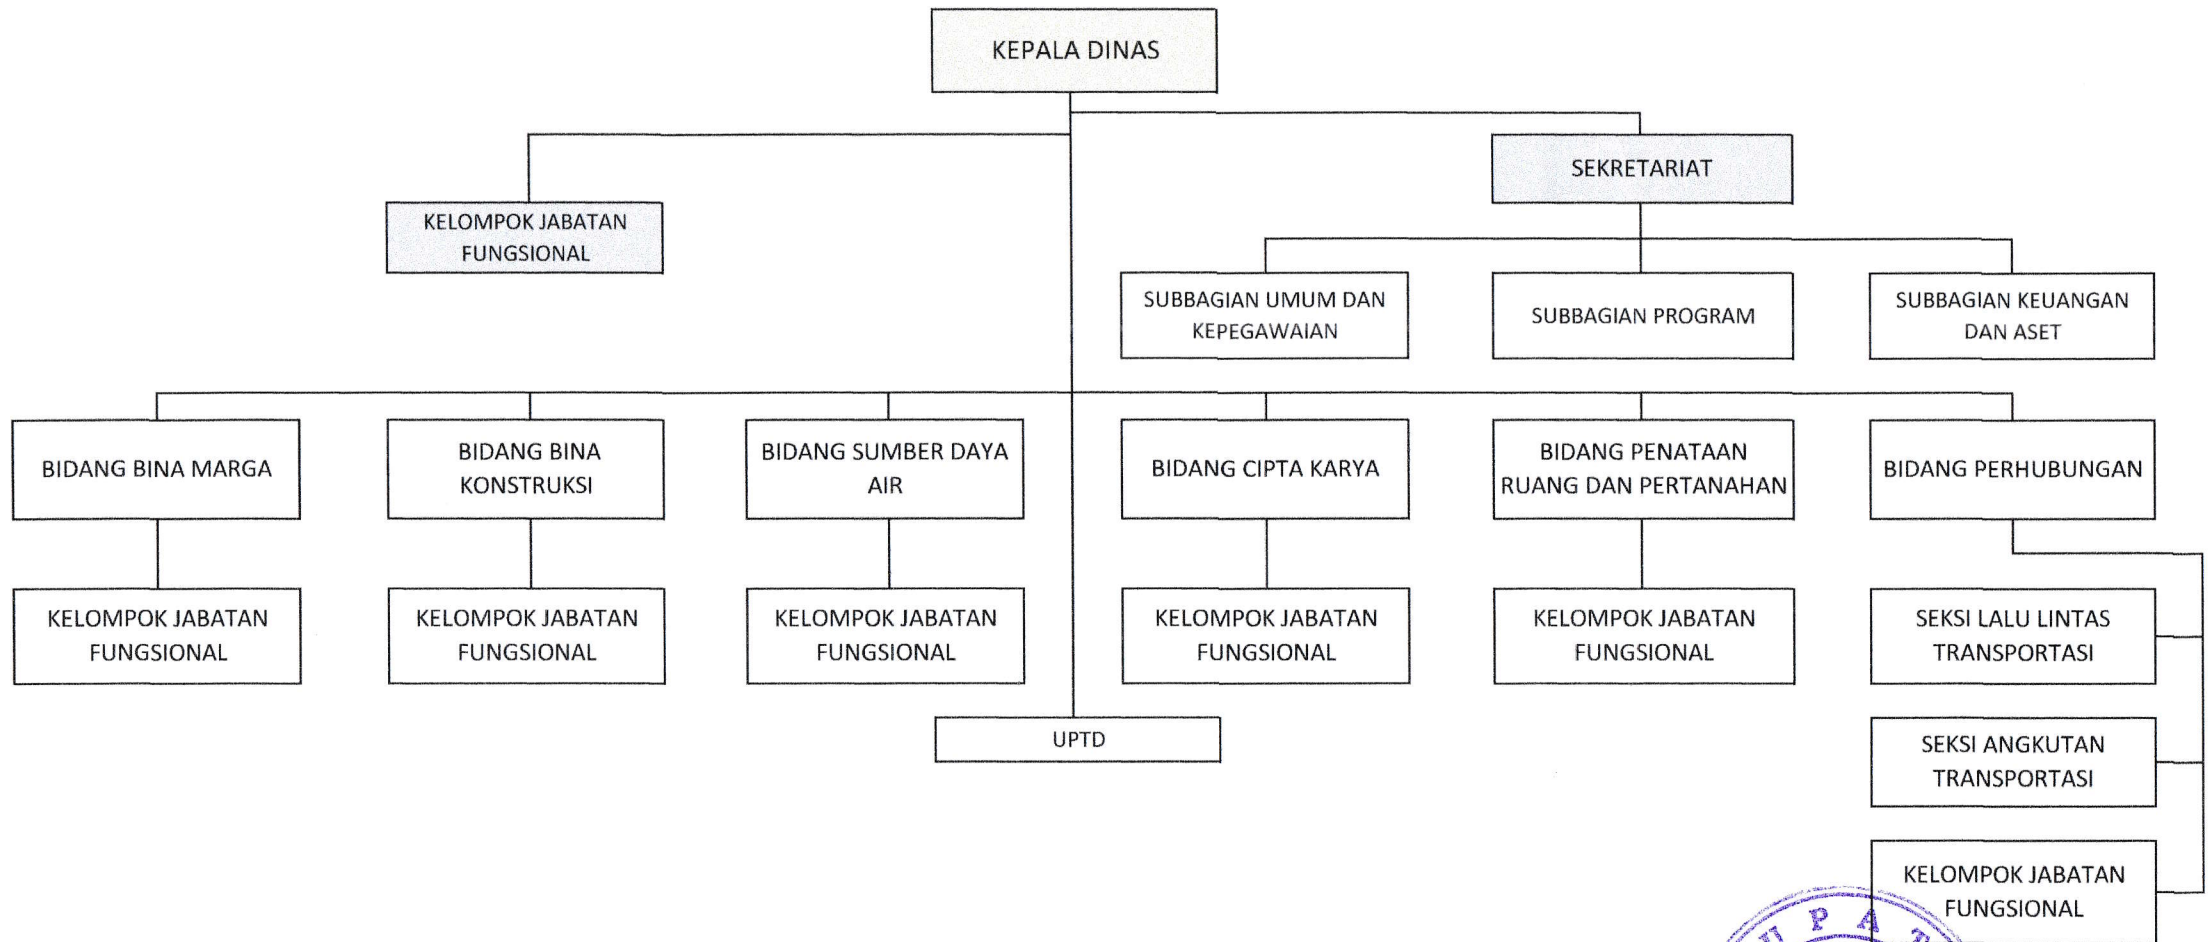 KEPALA DINAS
SEKRETARIAT
KELOMPOK JABATAN
FUNGSIONAL
SUBBAGIAN UMUM DAN
KEPEGAWAIAN
SUBBAGIAN PROGRAM
SUBBAGIAN KEUANGAN
DAN ASET
BIDANG BINA MARGA
BIDANG BINA
KONSTRUKSI
BIDANG SUMBER DAYA
AIR
BIDANG CIPTA KARYA
BIDANG PENATAAN
RUANG DAN PERTANAHAN
BIDANG PERHUBUNGAN
KELOMPOK JABATAN
FUNGSIONAL
KELOMPOK JABATAN
FUNGSIONAL
KELOMPOK JABATAN
FUNGSIONAL
KELOMPOK JABATAN
FUNGSIONAL
KELOMPOK JABATAN
FUNGSIONAL
SEKSI LALU LINTAS
TRANSPORTASI
UPTD
SEKSI ANGKUTAN
TRANSPORTASI
KELOMPOK JABATAN
FUNGSIONAL